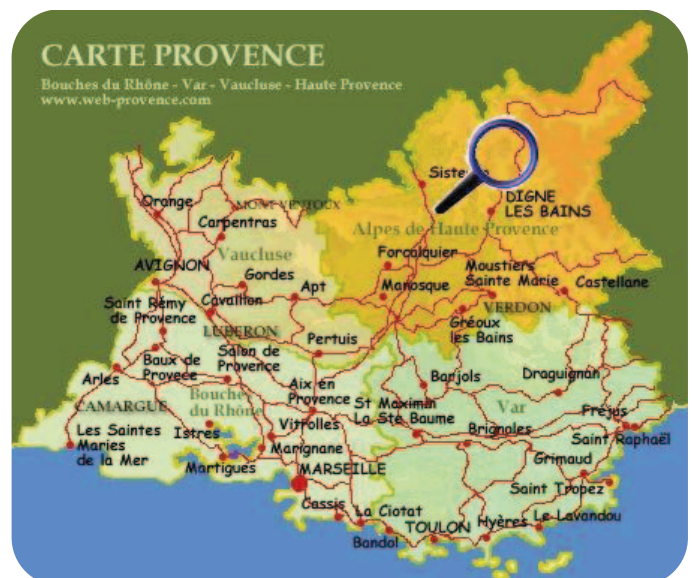 CARTE PROVENCE
Bouches du Rhône - Var - Vaucluse - Haute Provence
www.web-provence.com
Orange
MONT VENTOUX
Carpentras
DIGNE
LES BAINS
Alpes de Haute Provence
Vaucluse
AVIGNON
Gordes
Forcalquier
Moustiers
Sainte Marie
Castellane
Apt
Manosque
Saint Rémy
de Provence
Cavaillon
VERDON
LUBERON
Gréoux
les Bains
Pertuis
Baux de
Provece
Salon de
Provence
Arles
Aix en
Provence
Barjols
Draguignan
CAMARGUE
Bouches
du Rhône
St Maximin
La Ste Baume
Var
Fréjus
Les Saintes
Maries
de la Mer
Istres
Vitrolles
Brignoles
Saint Raphaël
Marignane
Martigues
MARSEILLE
Grimaud
Saint Tropez
Cassis
La Ciotat
TOULON
Hyères
Le Lavandou
Bandol